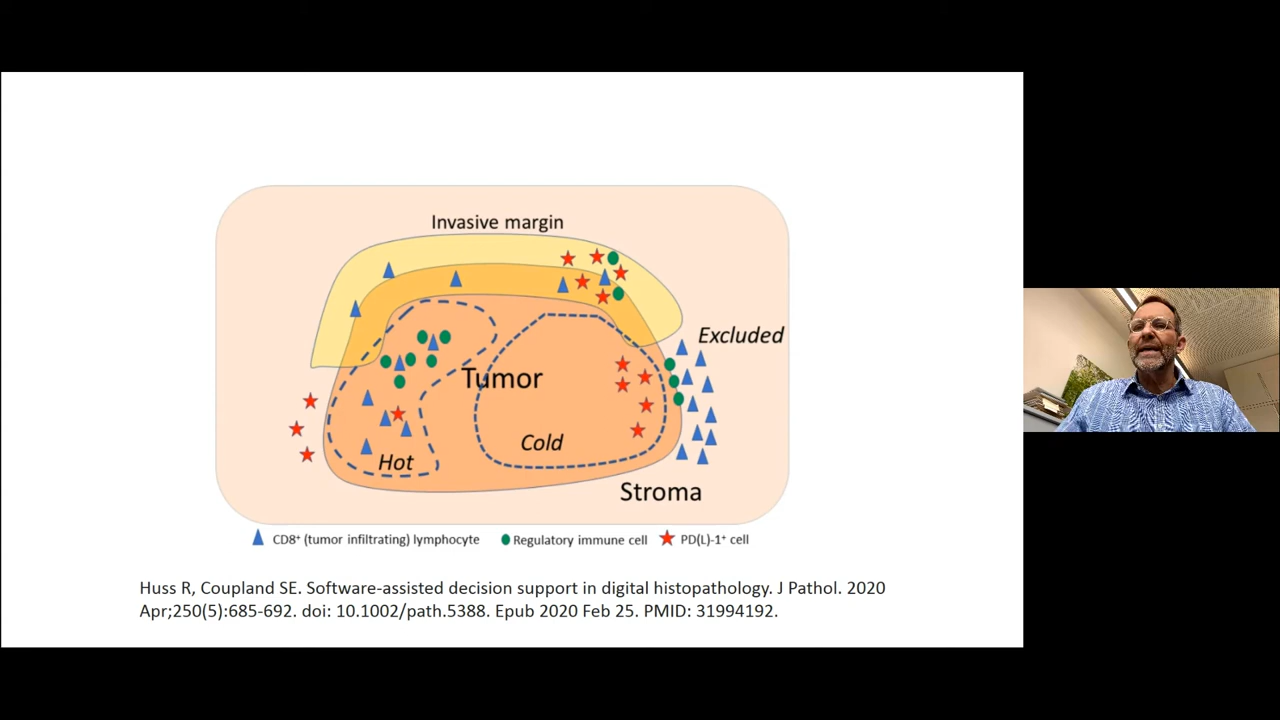 Invasive margin
Excluded
Tumor
Cold
Hot
Stroma
CD8⁺ (tumor infiltrating) lymphocyte Regulatory immune cell PD(L)-1⁺ cell
Huss R, Coupland SE. Software-assisted decision support in digital histopathology. J Pathol. 2020
Apr;250(5):685-692. doi: 10.1002/path.5388. Epub 2020 Feb 25. PMID: 31994192.